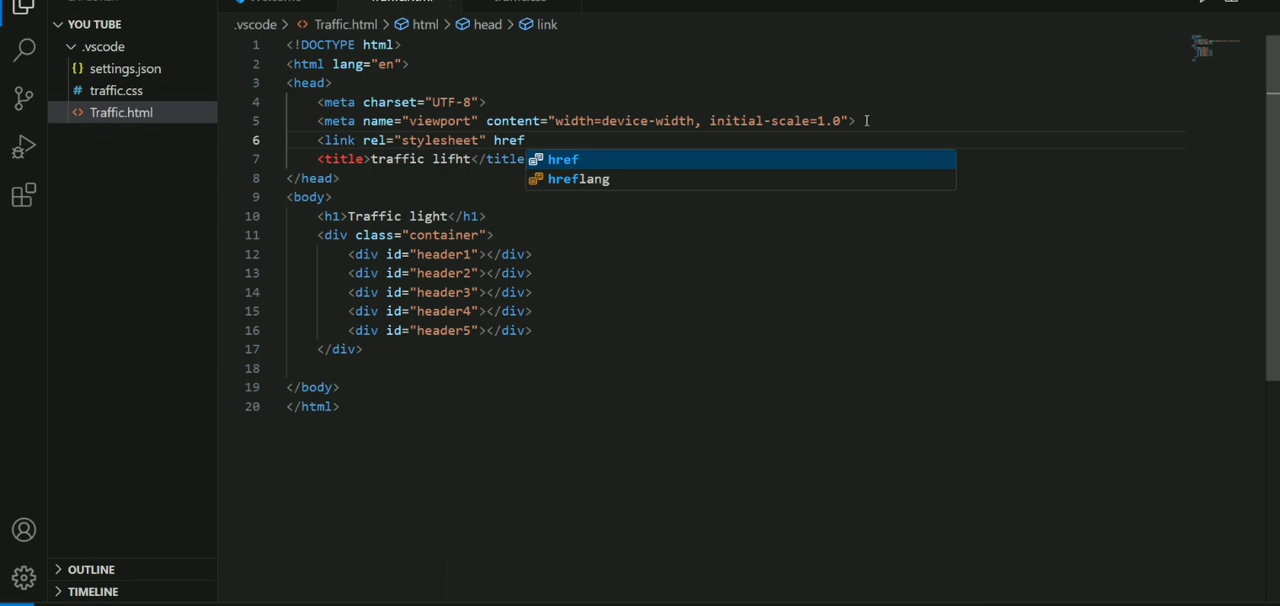 YOU TUBE
.vscode
settings.json
traffic.css
Traffic.html
OUTLINE
TIMELINE
.vscode > Traffic.html > html > head > link
1 <!DOCTYPE html>
2 <html lang="en">
3 <head>
4 <meta charset="UTF-8">
5 <meta name="viewport" content="width=device-width, initial-scale=1.0">
6 <link rel="stylesheet" href
7 <title>traffic lifht</title
href
hreflang
8 </head>
9 <body>
10 <h1>Traffic light</h1>
11 <div class="container">
12 <div id="header1"></div>
13 <div id="header2"></div>
14 <div id="header3"></div>
15 <div id="header4"></div>
16 <div id="header5"></div>
17 </div>
18
19 </body>
20 </html>